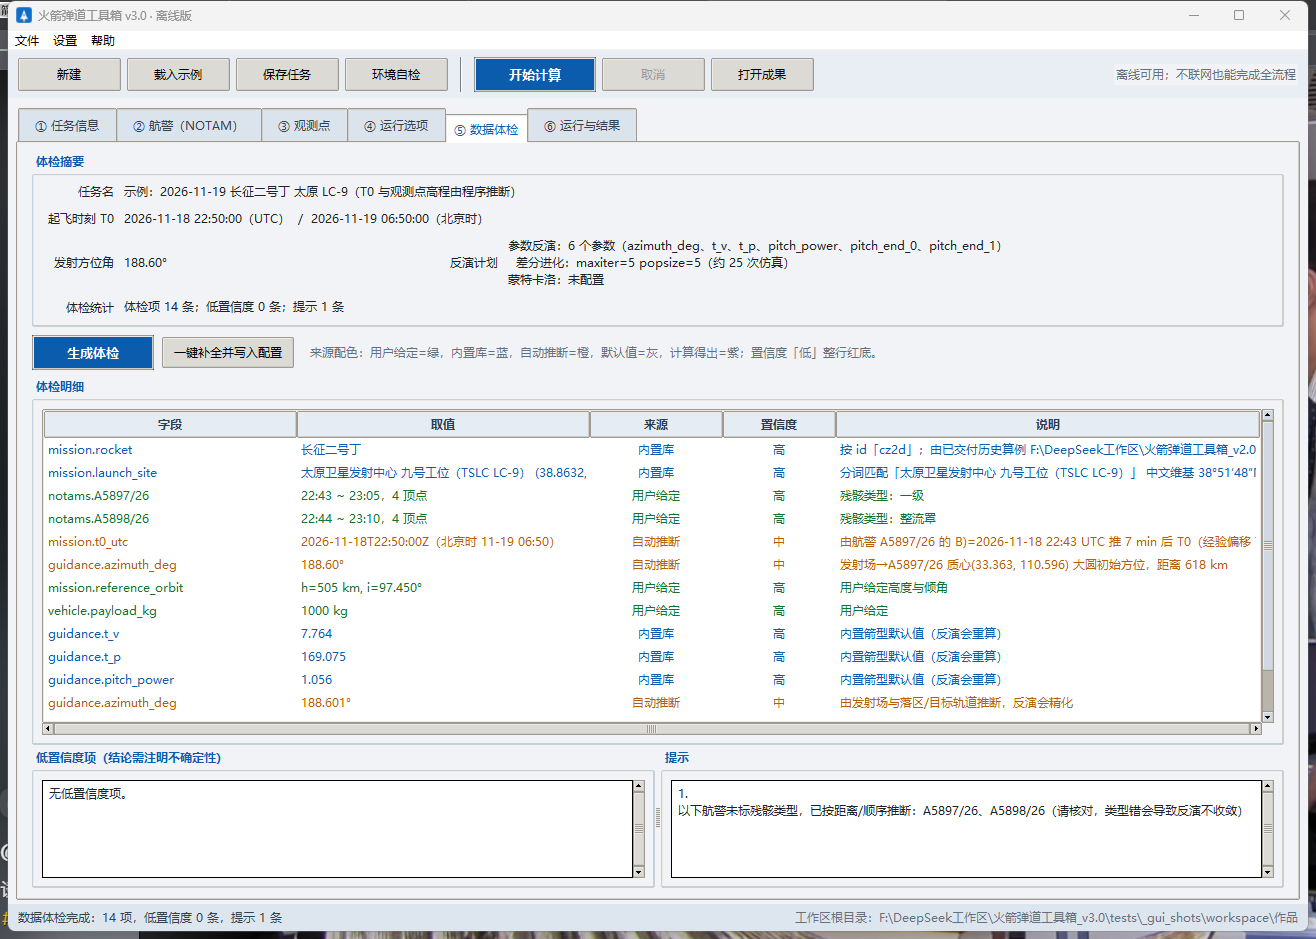 火箭弹道工具箱 v3.0 · 离线版
文件 设置 帮助
新建 载入示例 保存任务 环境自检 开始计算 取消 打开成果 离线可用；不联网也能完成全流程
① 任务信息 ② 航警（NOTAM） ③ 观测点 ④ 运行选项 ⑤ 数据体检 ⑥ 运行与结果
体检摘要
任务名 示例：2026-11-19 长征二号丁 太原 LC-9（T0 与观测点高程由程序推断）
起飞时刻 T0 2026-11-18 22:50:00（UTC） / 2026-11-19 06:50:00（北京时）
发射方位角 188.60°
反演计划
参数反演：6 个参数（azimuth_deg、t_v、t_p、pitch_power、pitch_end_0、pitch_end_1）
差分进化：maxiter=5 popsize=5（约 25 次仿真）
蒙特卡洛：未配置
体检统计 体检项 14 条；低置信度 0 条；提示 1 条
生成体检 一键补全并写入配置 来源配色：用户给定=绿，内置库=蓝，自动推断=橙，默认值=灰，计算得出=紫；置信度「低」整行红底。
体检明细
字段 取值 来源 置信度 说明
mission.rocket 长征二号丁 内置库 高 按 id「cz2d」；由已交付历史算例 F:\DeepSeek工作区\火箭弹道工具箱_v2.0
mission.launch_site 太原卫星发射中心 九号工位（TSLC LC-9） (38.8632, 内置库 高 分词匹配「太原卫星发射中心 九号工位（TSLC LC-9）」 中文维基 38°51′48″
notams.A5897/26 22:43 ~ 23:05，4 顶点 用户给定 高 残骸类型：一级
notams.A5898/26 22:44 ~ 23:10，4 顶点 用户给定 高 残骸类型：整流罩
mission.t0_utc 2026-11-18T22:50:00Z（北京时 11-19 06:50） 自动推断 中 由航警 A5897/26 的 B)=2026-11-18 22:43 UTC 推 7 min 后 T0（经验偏移
guidance.azimuth_deg 188.60° 自动推断 中 发射场→A5897/26 质心(33.363, 110.596) 大圆初始方位，距离 618 km
mission.reference_orbit h=505 km, i=97.450° 用户给定 高 用户给定高度与倾角
vehicle.payload_kg 1000 kg 用户给定 高 用户给定
guidance.t_v 7.764 内置库 高 内置箭型默认值（反演会重算）
guidance.t_p 169.075 内置库 高 内置箭型默认值（反演会重算）
guidance.pitch_power 1.056 内置库 高 内置箭型默认值（反演会重算）
guidance.azimuth_deg 188.601° 自动推断 中 由发射场与落区/目标轨道推断，反演会精化
低置信度项（结论需注明不确定性）
无低置信度项。
提示
1.
以下航警未标残骸类型，已按距离/顺序推断：A5897/26、A5898/26（请核对，类型错会导致反演不收敛）
数据体检完成：14 项，低置信度 0 条，提示 1 条 工作区根目录：F:\DeepSeek工作区\火箭弹道工具箱_v3.0\tests\_gui_shots\workspace\作品